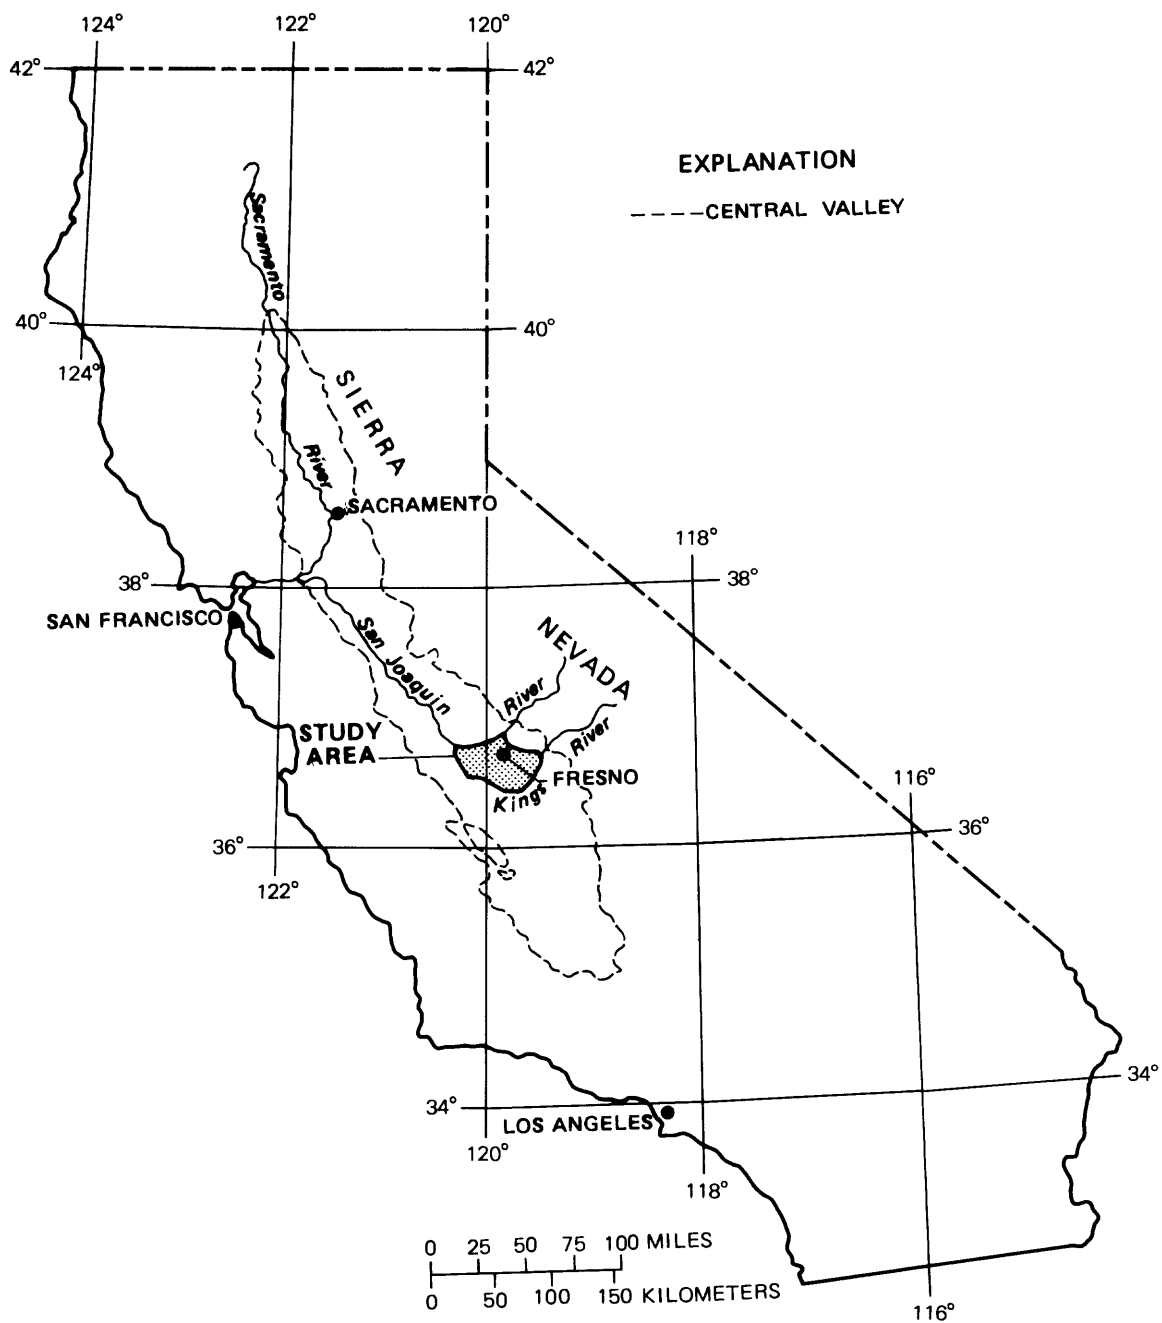 124° 122° 120°
42° 42°
EXPLANATION
CENTRAL VALLEY
Sacramento
40° 40°
124°
SIERRA
River
SACRAMENTO
118°
38° 38°
SAN FRANCISCO
San Joaquin
NEVADA
River
River
STUDY
AREA
FRESNO
Kings
116°
36° 36°
122°
34° 34°
LOS ANGELES
120°
118°
0 25 50 75 100 MILES
0 50 100 150 KILOMETERS
116°